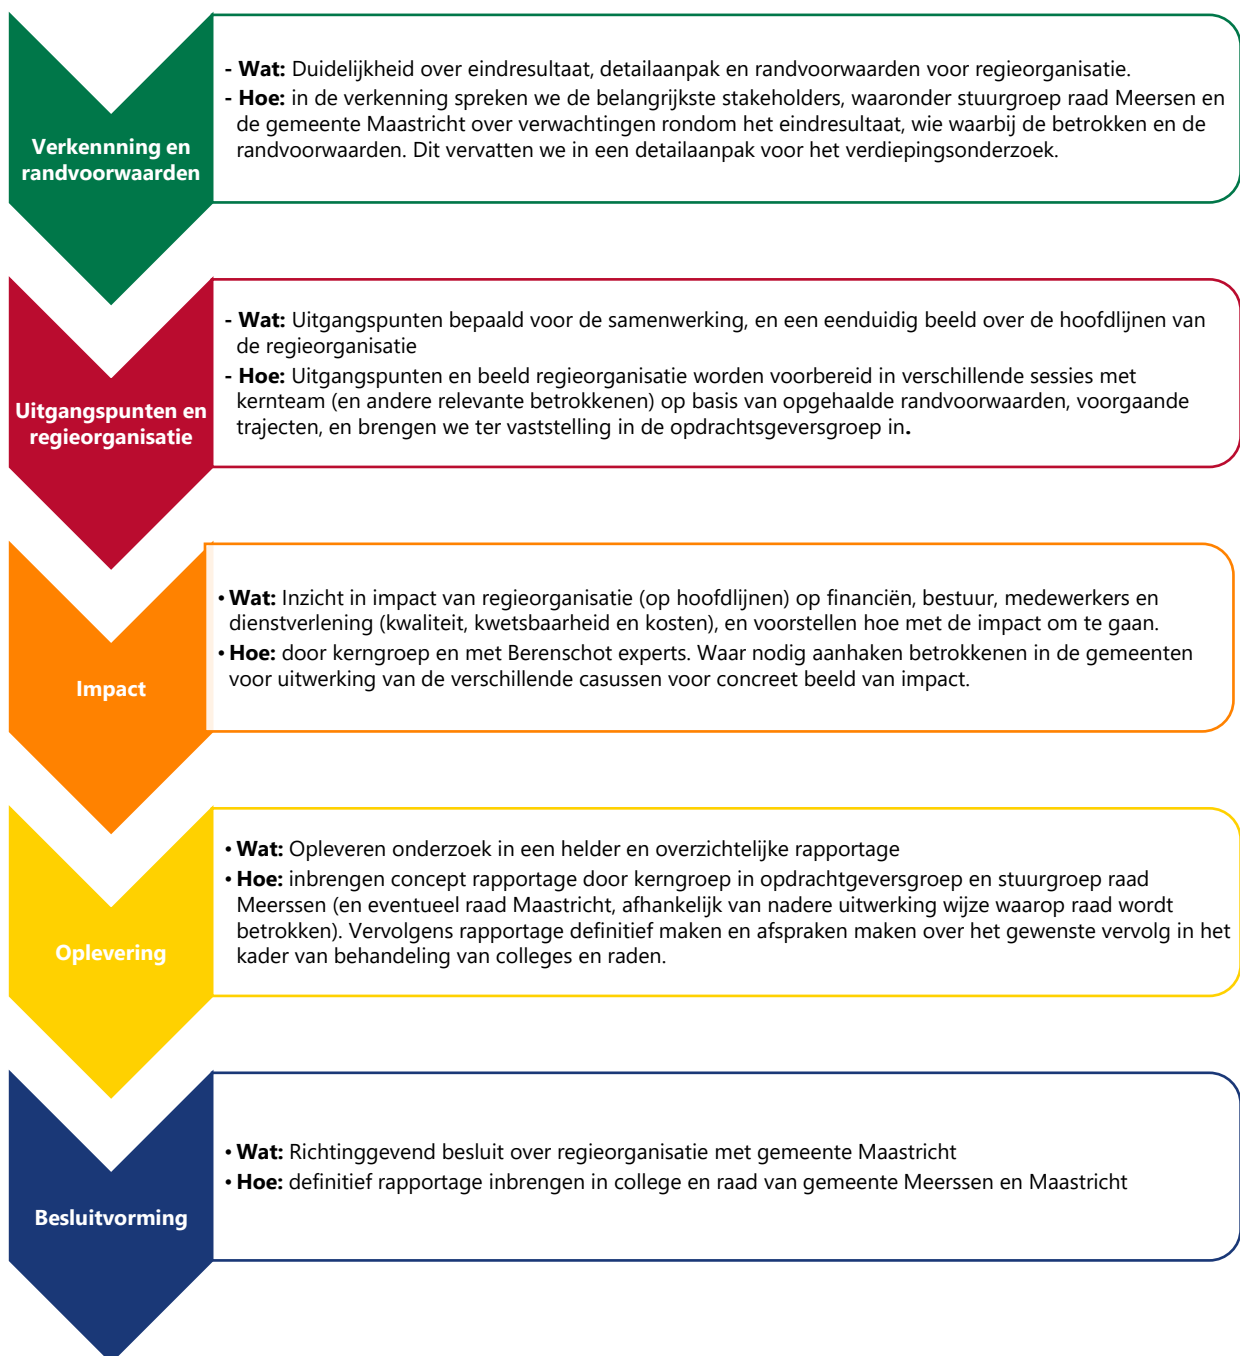 Verkennning en
randvoorwaarden
- Wat: Duidelijkheid over eindresultaat, detailaanpak en randvoorwaarden voor regieorganisatie.
- Hoe: in de verkenning spreken we de belangrijkste stakeholders, waaronder stuurgroep raad Meersen en
de gemeente Maastricht over verwachtingen rondom het eindresultaat, wie waarbij de betrokken en de
randvoorwaarden. Dit vervatten we in een detailaanpak voor het verdiepingsonderzoek.
Uitgangspunten en
regieorganisatie
- Wat: Uitgangspunten bepaald voor de samenwerking, en een eenduidig beeld over de hoofdlijnen van
de regieorganisatie
- Hoe: Uitgangspunten en beeld regieorganisatie worden voorbereid in verschillende sessies met
kernteam (en andere relevante betrokkenen) op basis van opgehaalde randvoorwaarden, voorgaande
trajecten, en brengen we ter vaststelling in de opdrachtsgeversgroep in.
Impact
• Wat: Inzicht in impact van regieorganisatie (op hoofdlijnen) op financiën, bestuur, medewerkers en
dienstverlening (kwaliteit, kwetsbaarheid en kosten), en voorstellen hoe met de impact om te gaan.
• Hoe: door kerngroep en met Berenschot experts. Waar nodig aanhaken betrokkenen in de gemeenten
voor uitwerking van de verschillende casussen voor concreet beeld van impact.
Oplevering
• Wat: Opleveren onderzoek in een helder en overzichtelijke rapportage
• Hoe: inbrengen concept rapportage door kerngroep in opdrachtgeversgroep en stuurgroep raad
Meerssen (en eventueel raad Maastricht, afhankelijk van nadere uitwerking wijze waarop raad wordt
betrokken). Vervolgens rapportage definitief maken en afspraken maken over het gewenste vervolg in het
kader van behandeling van colleges en raden.
Besluitvorming
• Wat: Richtinggevend besluit over regieorganisatie met gemeente Maastricht
• Hoe: definitief rapportage inbrengen in college en raad van gemeente Meerssen en Maastricht